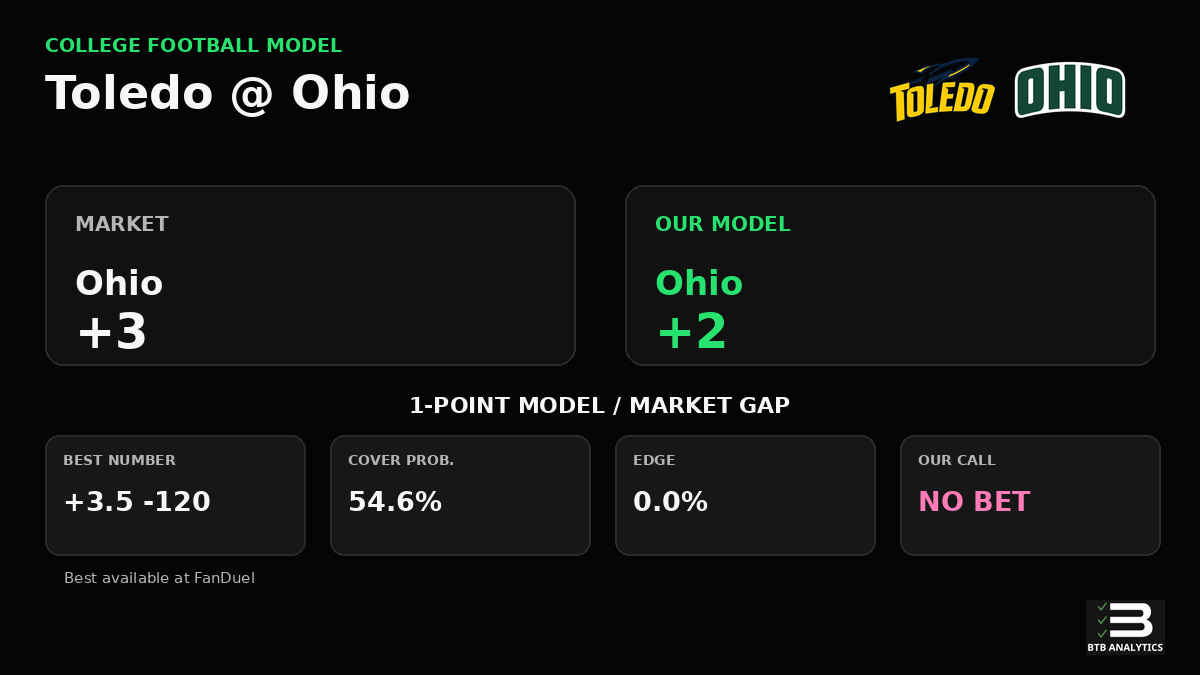 COLLEGE FOOTBALL MODEL
Toledo @ Ohio
TOLEDO
OHIO
MARKET
Ohio
+3
OUR MODEL
Ohio
+2
1-POINT MODEL / MARKET GAP
BEST NUMBER
+3.5 -120
COVER PROB.
54.6%
EDGE
0.0%
OUR CALL
NO BET
Best available at FanDuel
B
BTB ANALYTICS